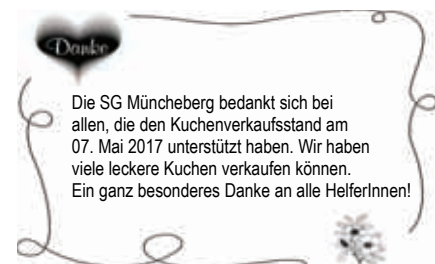 Danke
Die SG Müncheberg bedankt sich bei
allen, die den Kuchenverkaufsstand am
07. Mai 2017 unterstützt haben. Wir haben
viele leckere Kuchen verkaufen können.
Ein ganz besonderes Danke an alle HelferInnen!